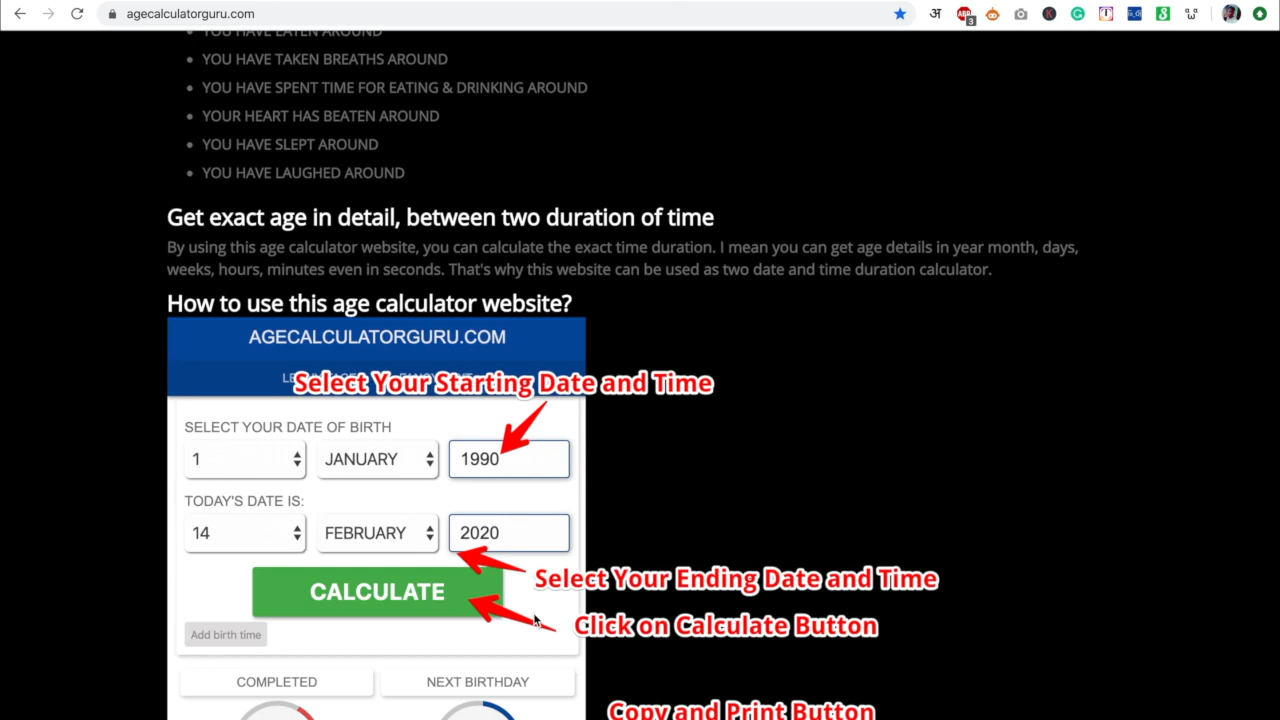 agecalculatorguru.com
YOU HAVE EATEN AROUND
YOU HAVE TAKEN BREATHS AROUND
YOU HAVE SPENT TIME FOR EATING & DRINKING AROUND
YOUR HEART HAS BEATEN AROUND
YOU HAVE SLEPT AROUND
YOU HAVE LAUGHED AROUND
Get exact age in detail, between two duration of time
By using this age calculator website, you can calculate the exact time duration. I mean you can get age details in year month, days,
weeks, hours, minutes even in seconds. That's why this website can be used as two date and time duration calculator.
How to use this age calculator website?
AGECALCULATORGURU.COM
Select Your Starting Date and Time
SELECT YOUR DATE OF BIRTH
1 JANUARY 1990
TODAY'S DATE IS:
14 FEBRUARY 2020
Select Your Ending Date and Time
CALCULATE
Click on Calculate Button
Add birth time
COMPLETED NEXT BIRTHDAY
Copy and Print Button